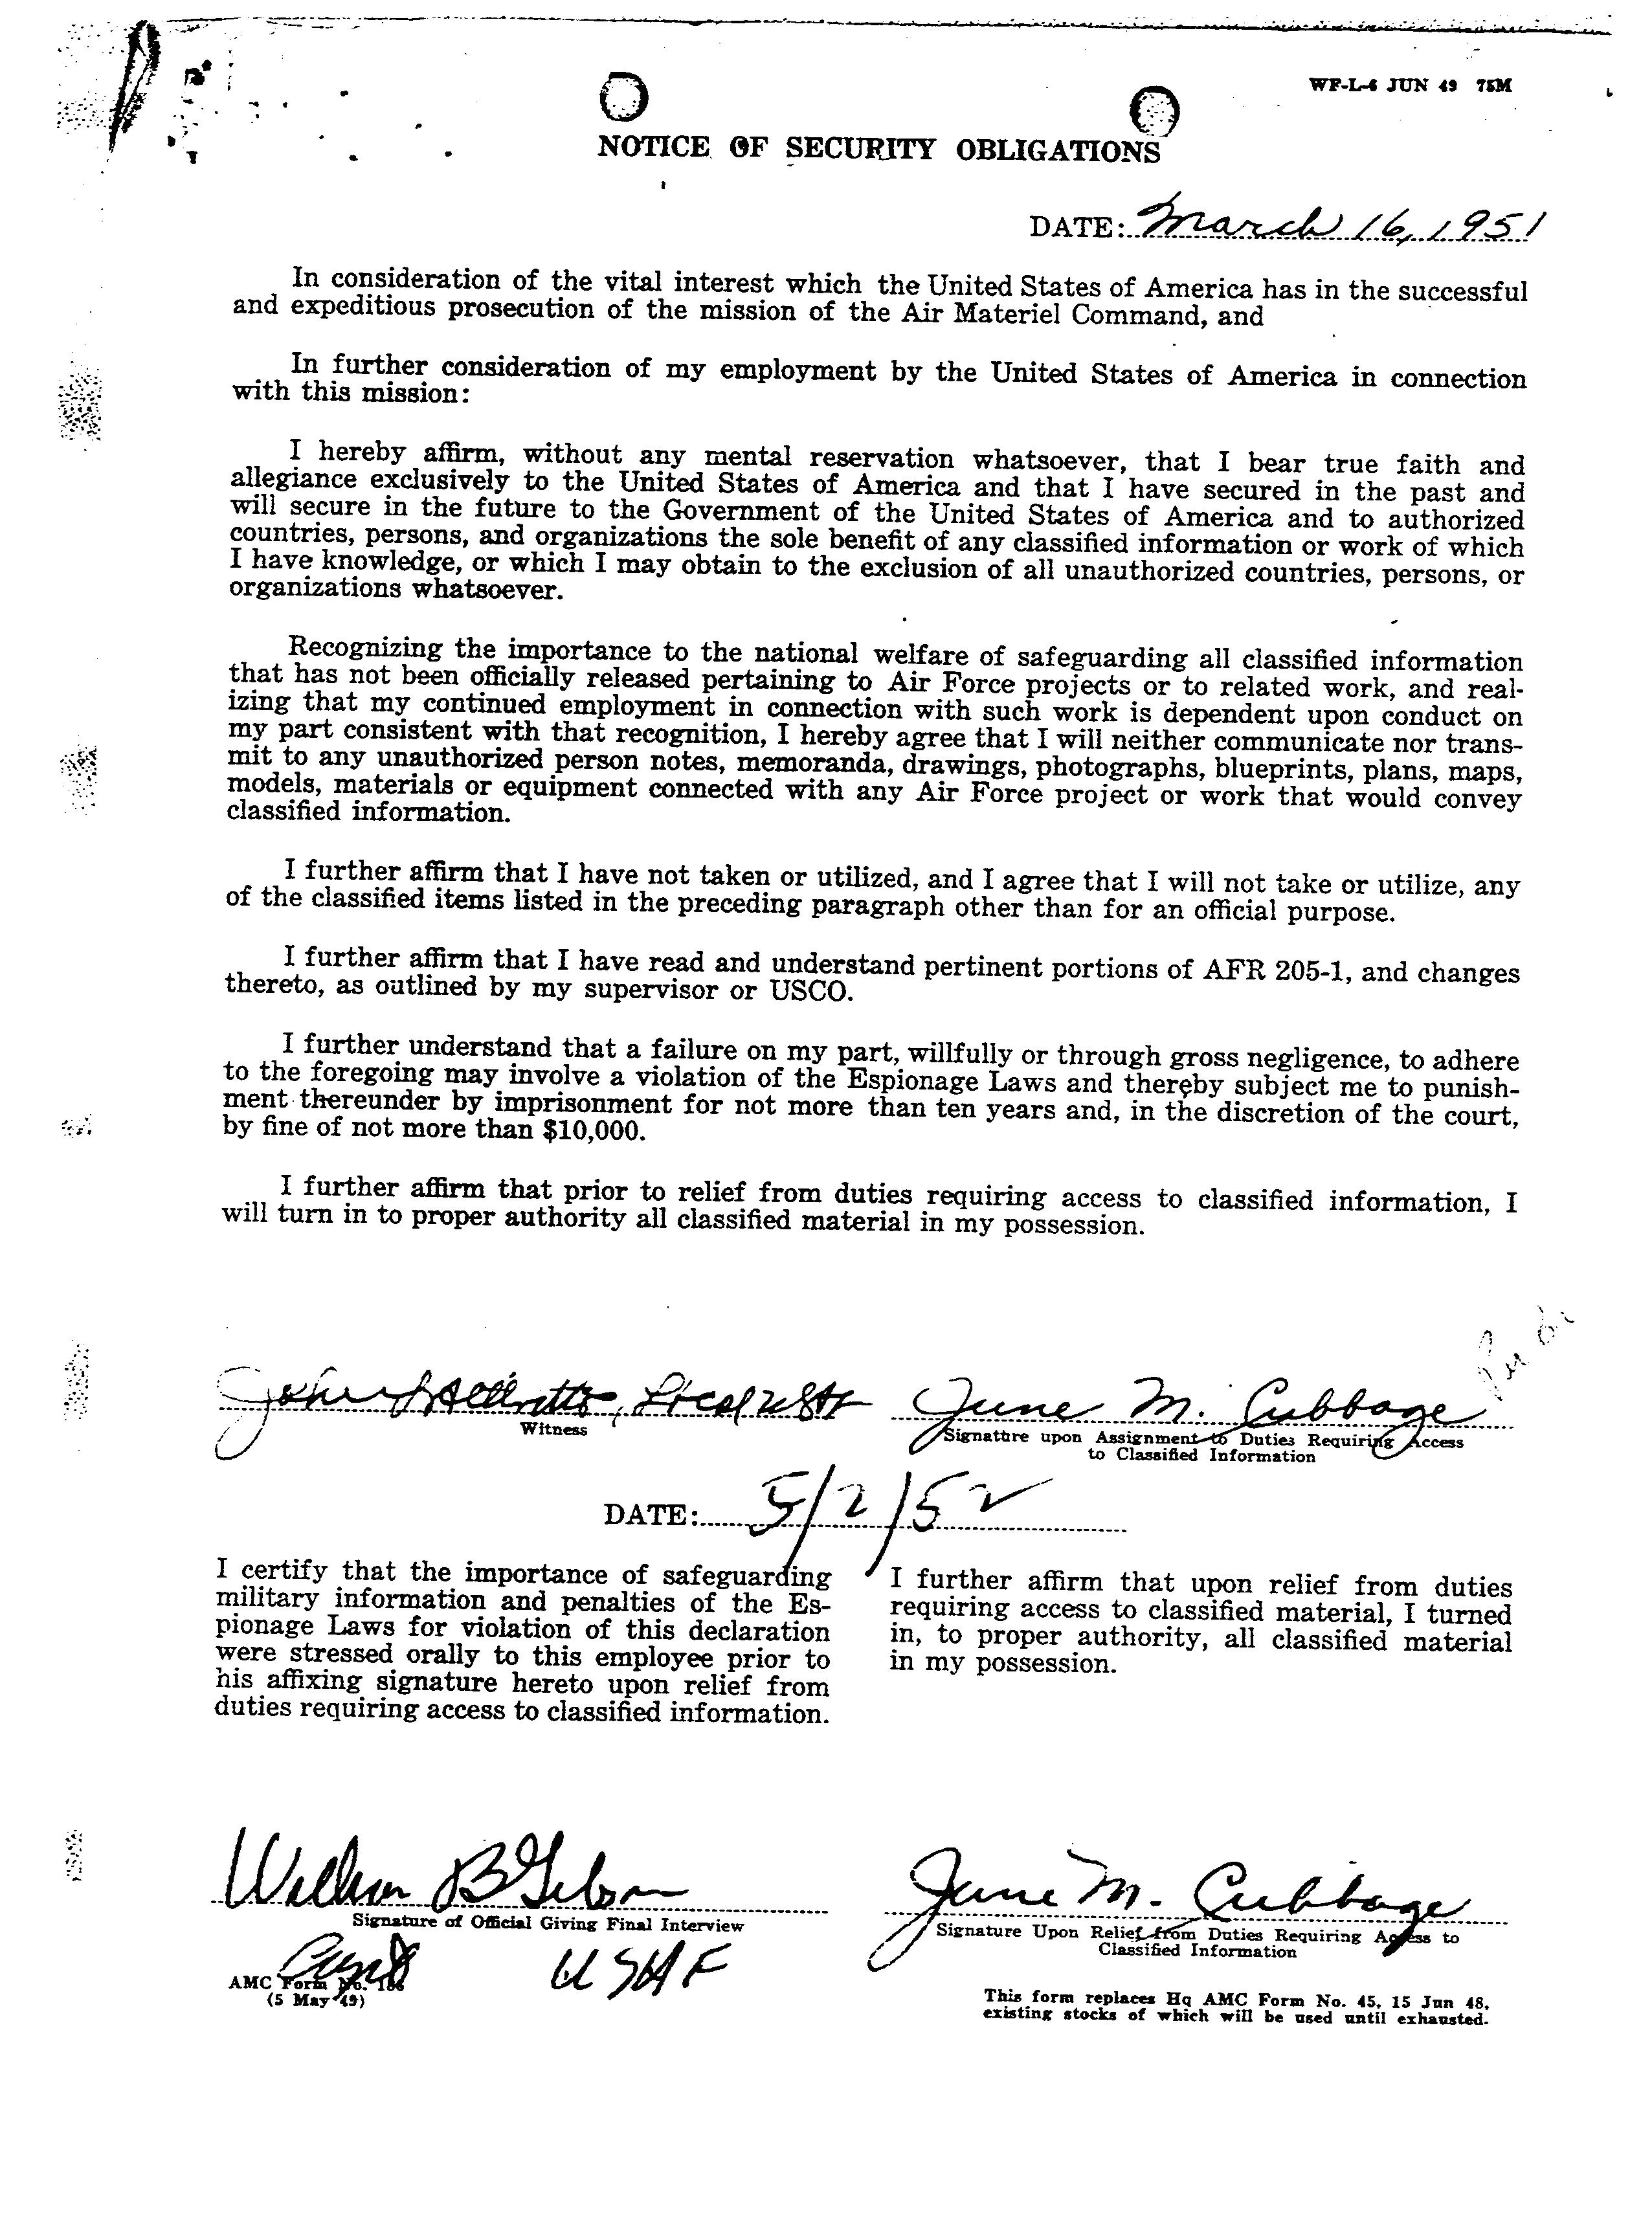 WF-L-6 JUN 49 75M
NOTICE OF SECURITY OBLIGATIONS
DATE: March 16, 1951
In consideration of the vital interest which the United States of America has in the successful
and expeditious prosecution of the mission of the Air Materiel Command, and
In further consideration of my employment by the United States of America in connection
with this mission:
I hereby affirm, without any mental reservation whatsoever, that I bear true faith and
allegiance exclusively to the United States of America and that I have secured in the past and
will secure in the future to the Government of the United States of America and to authorized
countries, persons, and organizations the sole benefit of any classified information or work of which
I have knowledge, or which I may obtain to the exclusion of all unauthorized countries, persons, or
organizations whatsoever.
Recognizing the importance to the national welfare of safeguarding all classified information
that has not been officially released pertaining to Air Force projects or to related work, and real-
izing that my continued employment in connection with such work is dependent upon conduct on
my part consistent with that recognition, I hereby agree that I will neither communicate nor trans-
mit to any unauthorized person notes, memoranda, drawings, photographs, blueprints, plans, maps,
models, materials or equipment connected with any Air Force project or work that would convey
classified information.
I further affirm that I have not taken or utilized, and I agree that I will not take or utilize, any
of the classified items listed in the preceding paragraph other than for an official purpose.
I further affirm that I have read and understand pertinent portions of AFR 205-1, and changes
thereto, as outlined by my supervisor or USCO.
I further understand that a failure on my part, willfully or through gross negligence, to adhere
to the foregoing may involve a violation of the Espionage Laws and thereby subject me to punish-
ment thereunder by imprisonment for not more than ten years and, in the discretion of the court,
by fine of not more than $10,000.
I further affirm that prior to relief from duties requiring access to classified information, I
will turn in to proper authority all classified material in my possession.
John June M. Cubbage
Witness
Signature upon Assignment to Duties Requiring Access
to Classified Information
DATE: 5/2/52
I certify that the importance of safeguarding
military information and penalties of the Es-
pionage Laws for violation of this declaration
were stressed orally to this employee prior to
his affixing signature hereto upon relief from
duties requiring access to classified information.
I further affirm that upon relief from duties
requiring access to classified material, I turned
in, to proper authority, all classified material
in my possession.
William B Gibson
Signature of Official Giving Final Interview
Capt USAF
June M. Cubbage
Signature Upon Relief from Duties Requiring Access to
Classified Information
AMC Form No. 186
(5 May 49)
This form replaces Hq AMC Form No. 45, 15 Jun 48,
existing stocks of which will be used until exhausted.